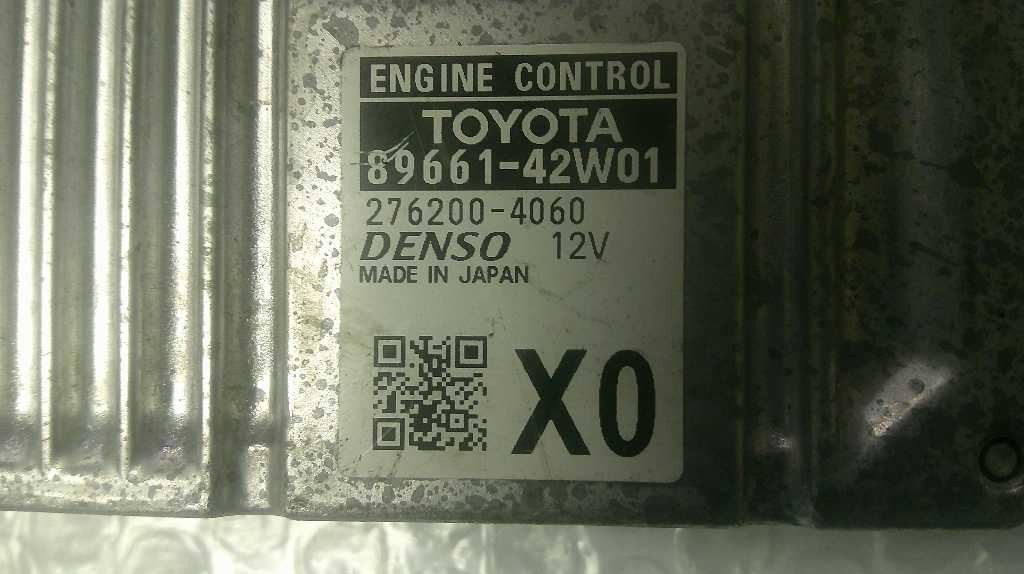 ENGINE CONTROL
TOYOTA
89661-42W01
276200-4060
DENSO 12V
MADE IN JAPAN
X0